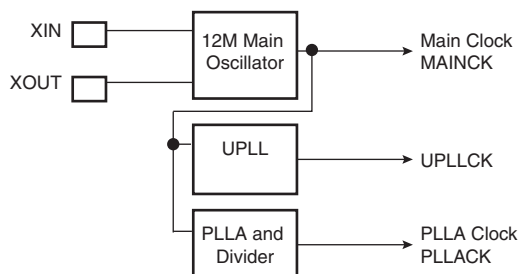 XIN
XOUT
12M Main
Oscillator
Main Clock
MAINCK
UPLL
UPLLCK
PLLA and
Divider
PLLA Clock
PLLACK